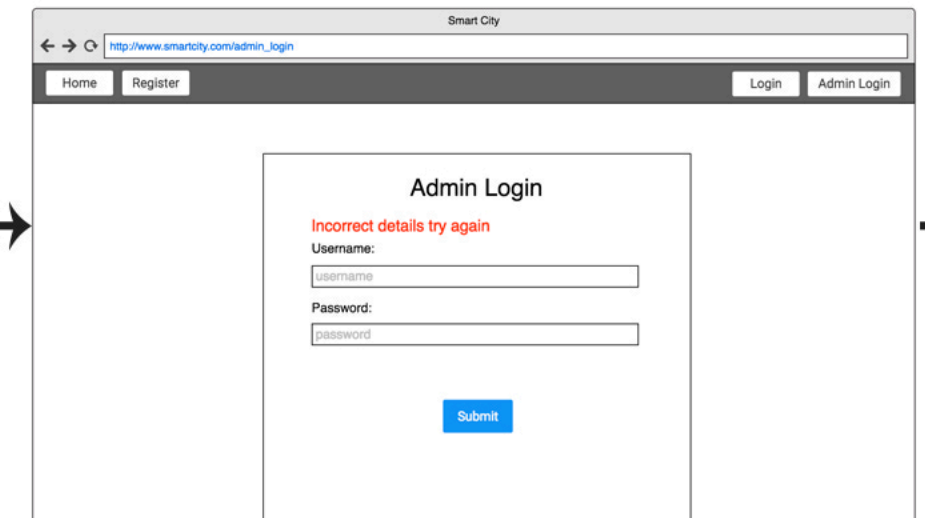 Smart City
http://www.smartcity.com/admin_login
Home Register Login Admin Login
Admin Login
Incorrect details try again
Username:
username
Password:
password
Submit